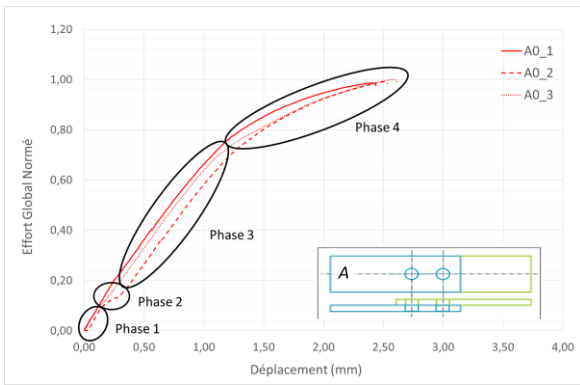 1,20
1,00
0,80
0,60
0,40
0,20
0,00
Effort Global Normé
A0_1
A0_2
A0_3
Phase 4
Phase 3
Phase 2
Phase 1
A
0,00 0,50 1,00 1,50 2,00 2,50 3,00 3,50 4,00
Déplacement (mm)